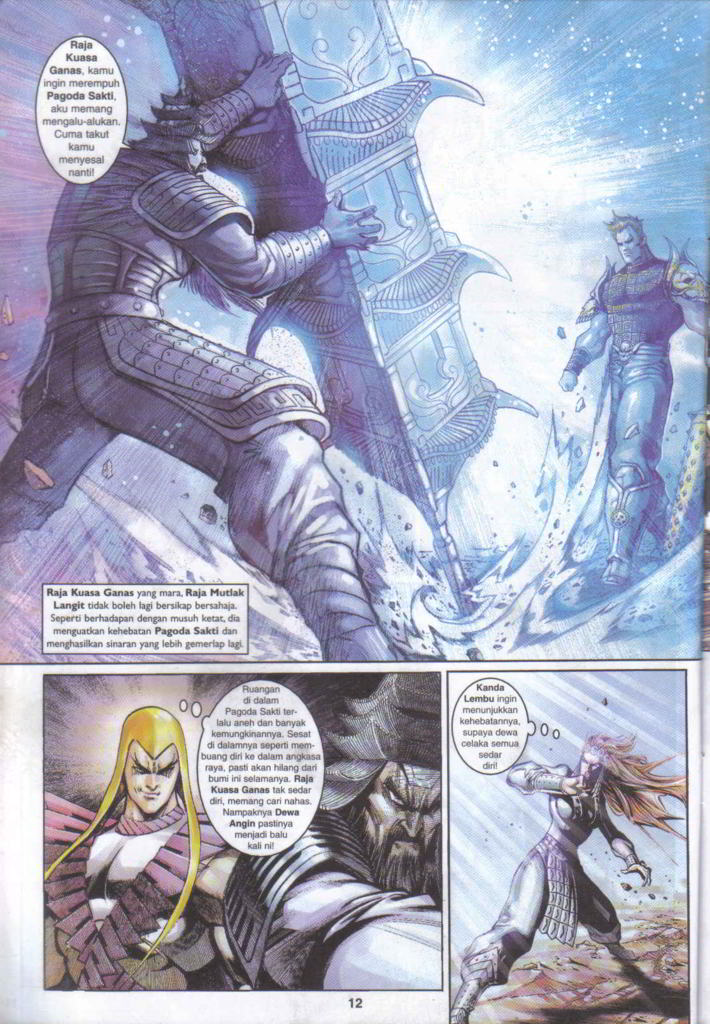 Raja
Kuasa
Ganas, kamu
ingin merempuh
Pagoda Sakti,
aku memang
mengalu-alukan.
Cuma takut
kamu
menyesal
nanti!
Raja Kuasa Ganas yang mara, Raja Mutlak
Langit tidak boleh lagi bersikap bersahaja.
Seperti berhadapan dengan musuh ketat, dia
menguatkan kehebatan Pagoda Sakti dan
menghasilkan sinaran yang lebih gemerlap lagi.
Ruangan
di dalam
Pagoda Sakti ter-
lalu aneh dan banyak
kemungkinannya. Sesat
di dalamnya seperti mem-
buang diri ke dalam angkasa
raya, pasti akan hilang dari
bumi ini selamanya. Raja
Kuasa Ganas tak sedar
diri, memang cari nahas.
Nampaknya Dewa
Angin pastinya
menjadi balu
kali ni!
Kanda
Lembu ingin
menunjukkan
kehebatannya,
supaya dewa
celaka semua
sedar
diri!
12